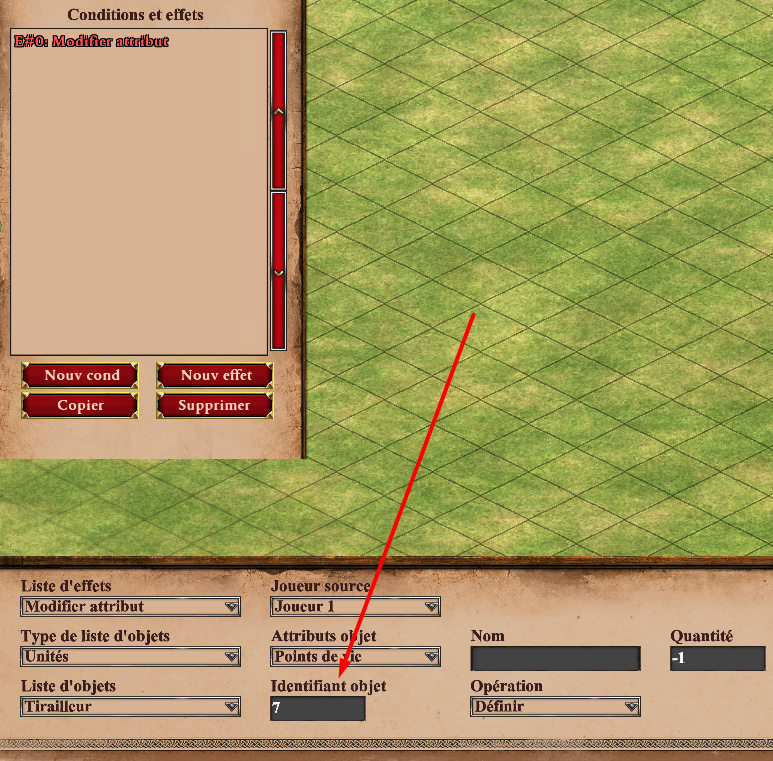 Conditions et effets
E#0: Modifier attribut
Nouv cond
Nouv effet
Copier
Supprimer
Liste d'effets
Joueur source
Modifier attribut
Joueur 1
Type de liste d'objets
Attributs objet
Nom
Quantité
Unités
Points de vie
-1
Liste d'objets
Identifiant objet
Opération
Tirailleur
7
Définir